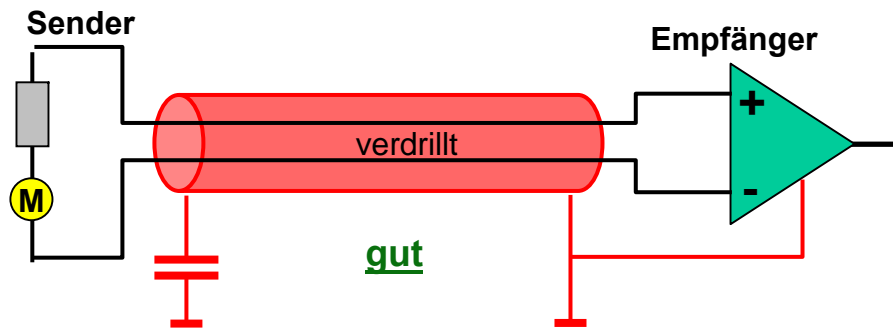 Sender
Empfänger
+
verdrillt
M
-
gut